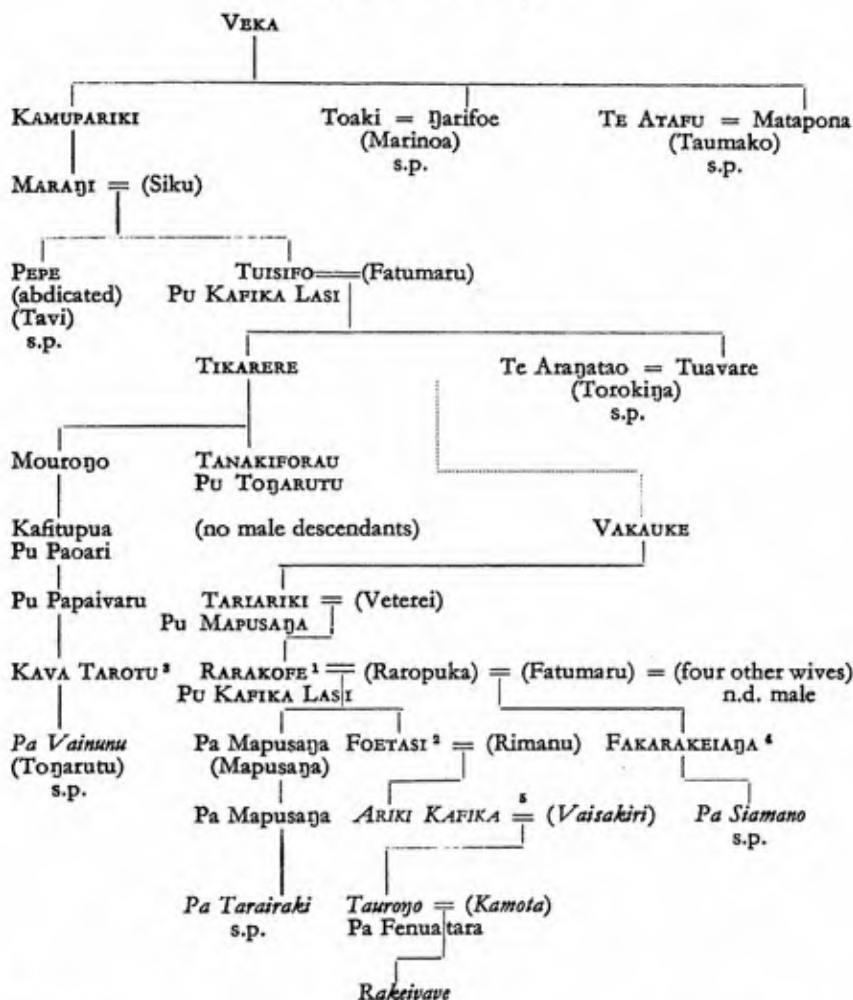 VEKA
KAMUPARIKI Toaki = Ŋarifoe TE ATAFU = Matapona
(Marinoa) (Taumako)
s.p. s.p.
MARAŊI = (Siku)
PEPE TUISIFO = (Fatumaru)
(abdicated) PU KAFIKA LASI
(Tavi)
s.p.
TIKARERE Te Araŋatao = Tuavare
(Torokiŋa)
s.p.
Mouroŋo TANAKIFORAU
PU TOŊARUTU
Kafitupua (no male descendants) VAKAUKE
Pu Paoari
Pu Papaivaru TARIARIKI = (Veterei)
PU MAPUSAŊA
KAVA TAROTU ³ RARAKOFE ¹ = (Raropuka) = (Fatumaru) = (four other wives)
PU KAFIKA LASI n.d. male
Pa Vainunu Pa Mapusaŋa FOETASI ² = (Rimanu) FAKARAKEIAŊA ⁴
(Toŋarutu) (Mapusaŋa)
s.p.
Pa Mapusaŋa ARIKI KAFIKA ⁵ = (Vaisakiri) Pa Siamano
s.p.
Pa Tarairaki Tauroŋo = (Kamota)
s.p. Pa Fenuatara
Rakeivave